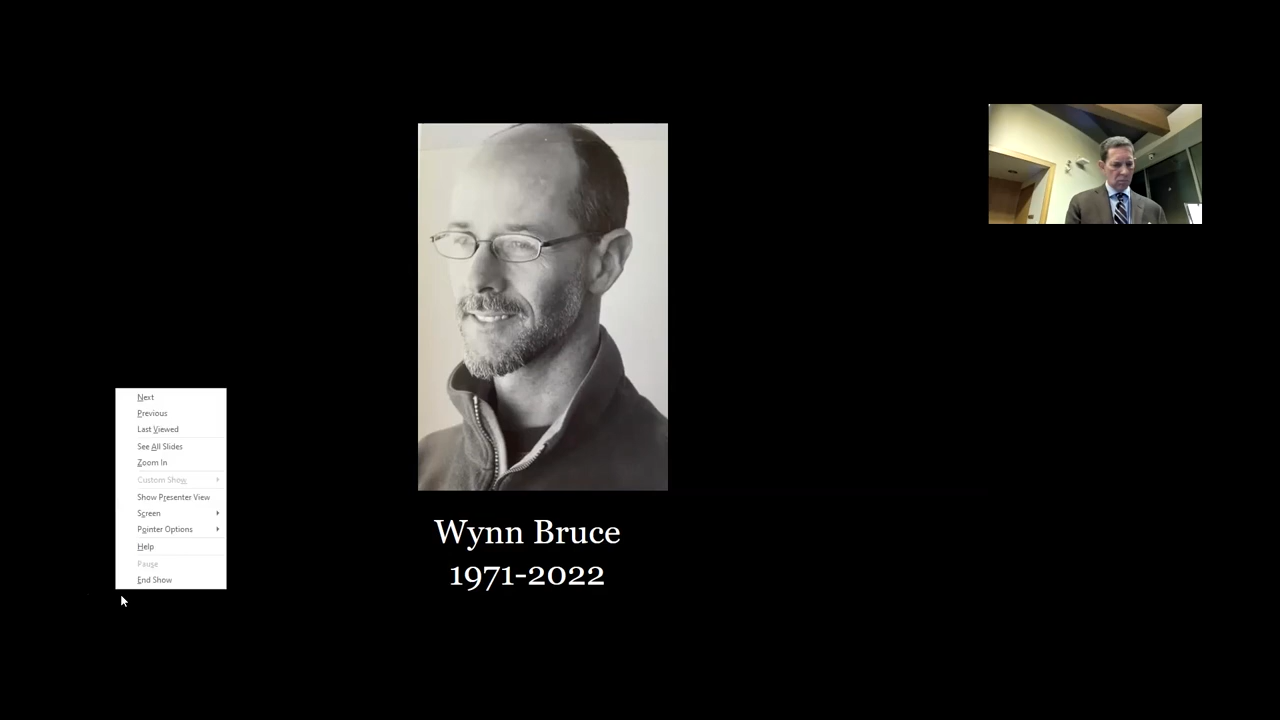 Next
Previous
Last Viewed
See All Slides
Zoom In
Custom Show
Show Presenter View
Screen
Pointer Options
Help
Pause
End Show
Wynn Bruce
1971-2022